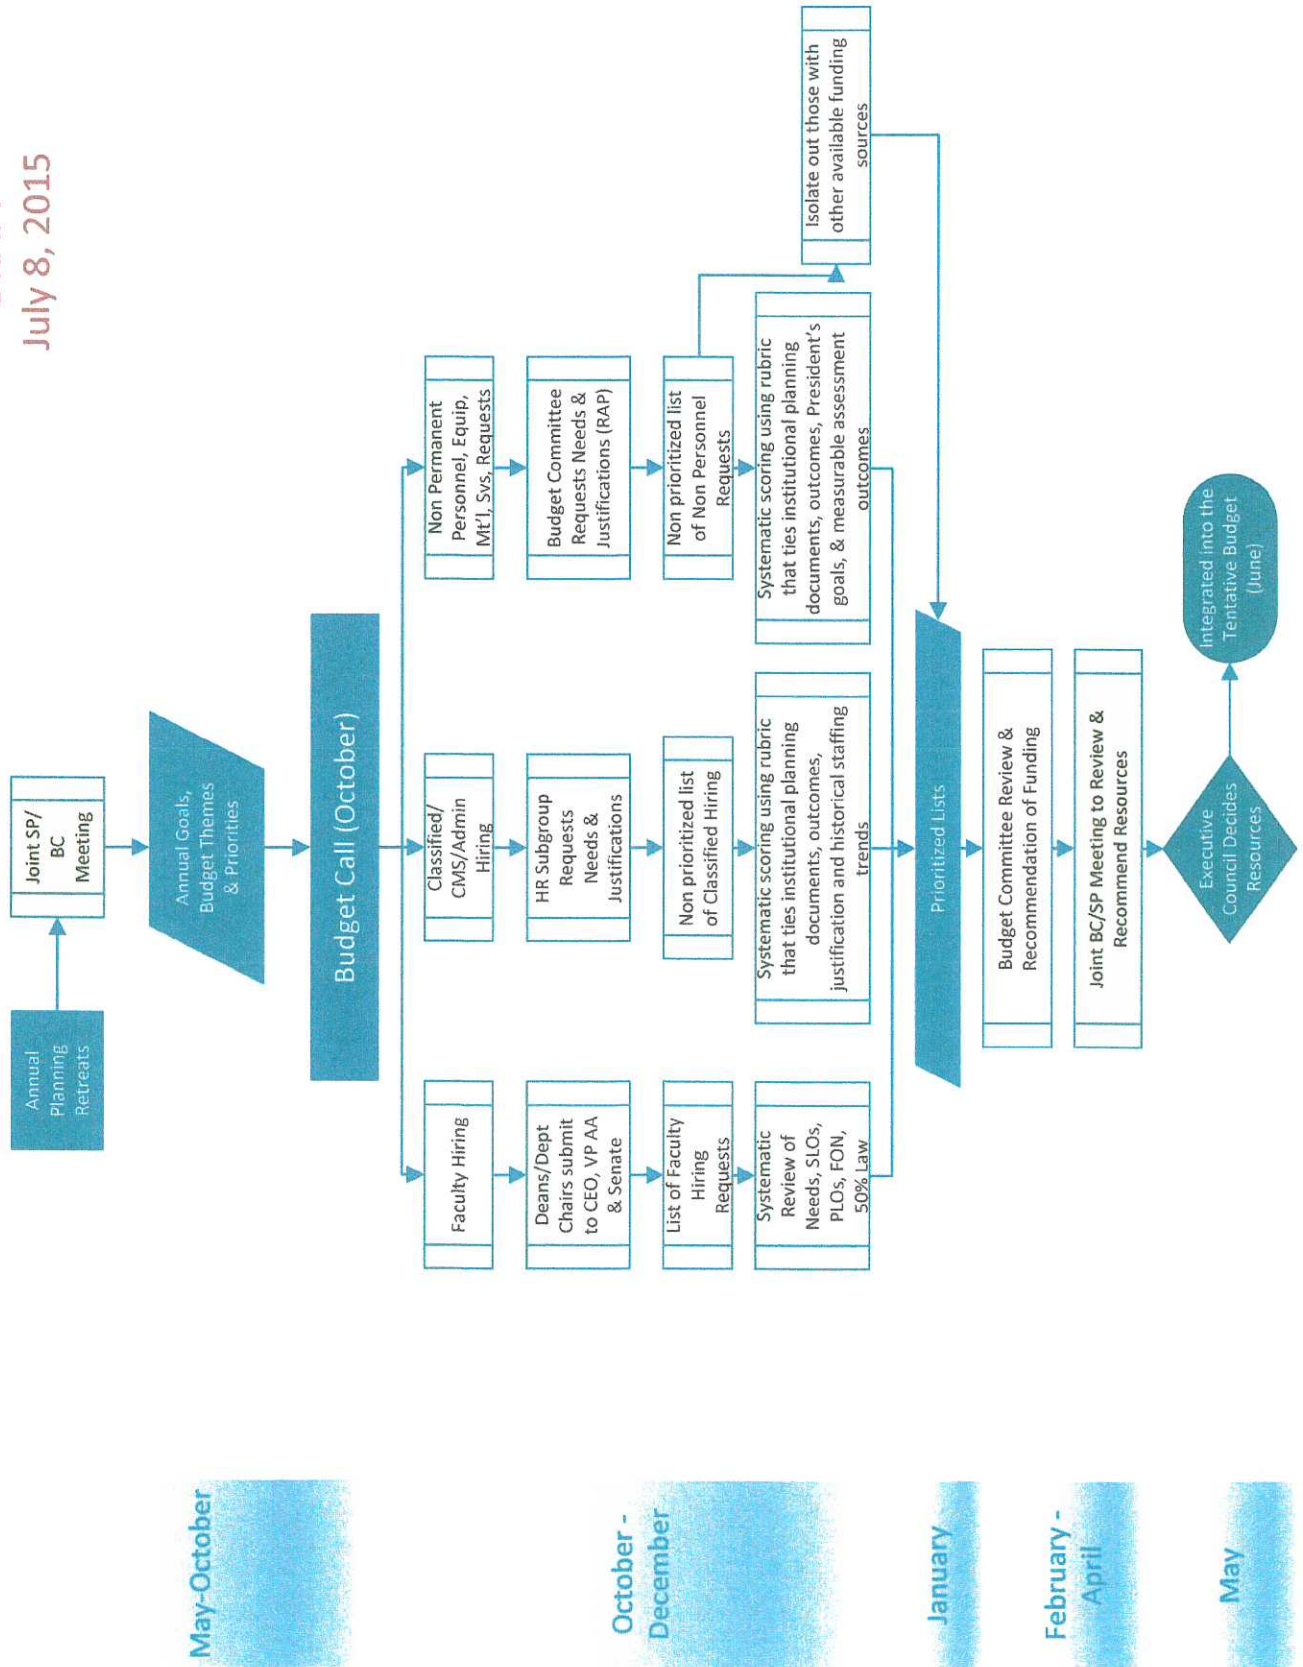 July 8, 2015
Annual
Planning
Retreats
Joint SP/
BC
Meeting
May-October
Annual Goals,
Budget Themes
& Priorities
Budget Call (October)
Faculty Hiring
Classified/
CMS/Admin
Hiring
Non Permanent
Personnel, Equip,
Mt'l, Svs, Requests
October -
December
Deans/Dept
Chairs submit
to CEO, VP AA
& Senate
HR Subgroup
Requests
Needs &
Justifications
Budget Committee
Requests Needs &
Justifications (RAP)
List of Faculty
Hiring
Requests
Non prioritized list
of Classified Hiring
Non prioritized list
of Non Personnel
Requests
Systematic
Review of
Needs, SLOs,
PLOs, FON,
50% Law
Systematic scoring using rubric
that ties institutional planning
documents, outcomes,
justification and historical staffing
trends
Systematic scoring using rubric
that ties institutional planning
documents, outcomes, President's
goals, & measurable assessment
outcomes
Isolate out those with
other available funding
sources
January
Prioritized Lists
February -
April
Budget Committee Review &
Recommendation of Funding
Joint BC/SP Meeting to Review &
Recommend Resources
May
Executive
Council Decides
Resources
Integrated into the
Tentative Budget
(June)